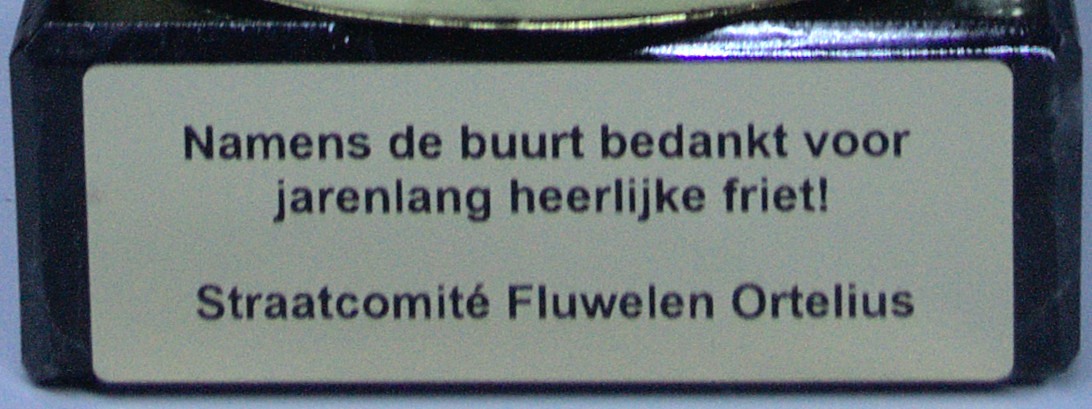 Namens de buurt bedankt voor
jarenlang heerlijke friet!
Straatcomité Fluwelen Ortelius